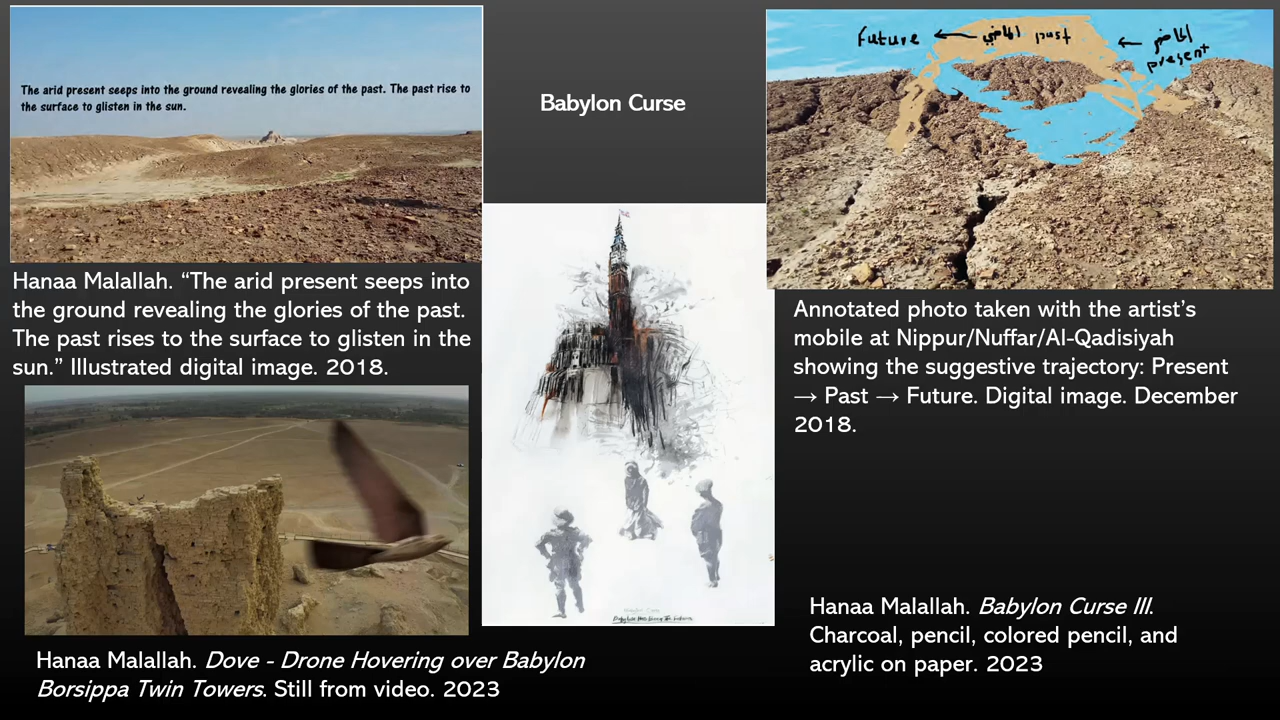 The arid present seeps into the ground revealing the glories of the past. The past rise to
the surface to glisten in the sun.
Hanaa Malallah. “The arid present seeps into
the ground revealing the glories of the past.
The past rises to the surface to glisten in the
sun.” Illustrated digital image. 2018.
Hanaa Malallah. Dove - Drone Hovering over Babylon
Borsippa Twin Towers. Still from video. 2023
Babylon Curse
Future ← الماضي past ← الماضي
present
Annotated photo taken with the artist’s
mobile at Nippur/Nuffar/Al-Qadisiyah
showing the suggestive trajectory: Present
→ Past → Future. Digital image. December
2018.
Hanaa Malallah. Babylon Curse III.
Charcoal, pencil, colored pencil, and
acrylic on paper. 2023